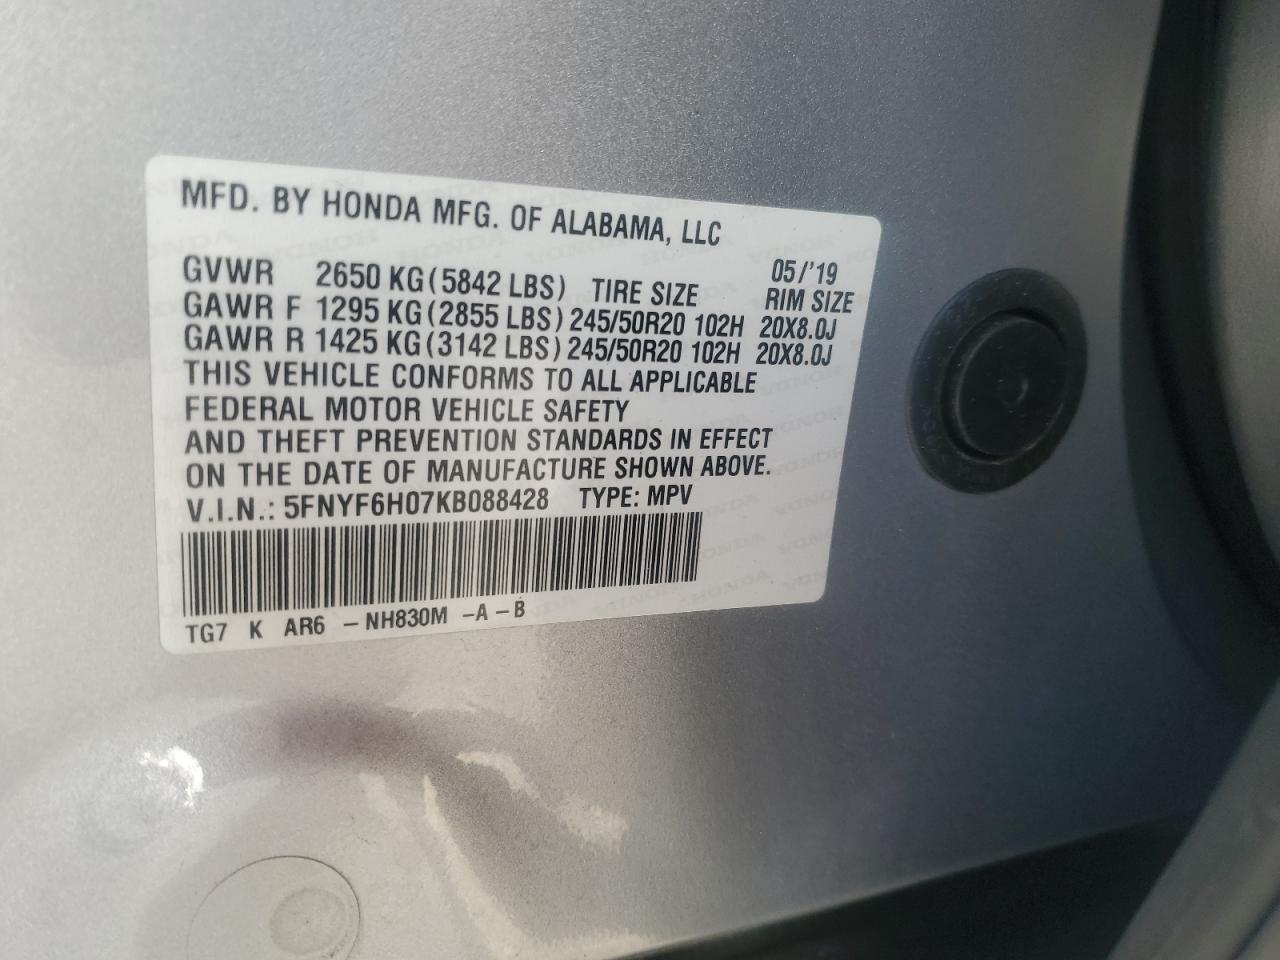 MFD. BY HONDA MFG. OF ALABAMA, LLC
05/'19
GVWR 2650 KG (5842 LBS) TIRE SIZE RIM SIZE
GAWR F 1295 KG (2855 LBS) 245/50R20 102H 20X8.0J
GAWR R 1425 KG (3142 LBS) 245/50R20 102H 20X8.0J
THIS VEHICLE CONFORMS TO ALL APPLICABLE
FEDERAL MOTOR VEHICLE SAFETY
AND THEFT PREVENTION STANDARDS IN EFFECT
ON THE DATE OF MANUFACTURE SHOWN ABOVE.
V.I.N.: 5FNYF6H07KB088428 TYPE: MPV
TG7 K AR6 -NH830M -A-B